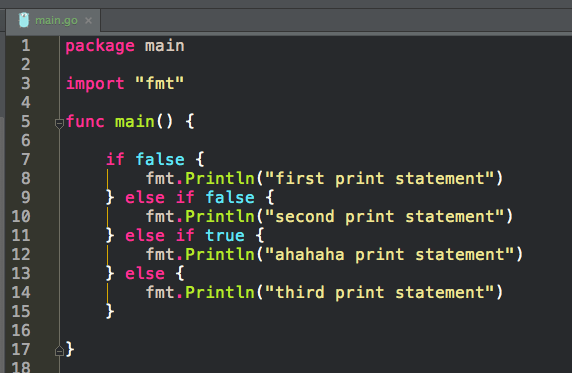 main.go
1 package main
2
3 import "fmt"
4
5 func main() {
6
7 if false {
8 fmt.Println("first print statement")
9 } else if false {
10 fmt.Println("second print statement")
11 } else if true {
12 fmt.Println("ahahaha print statement")
13 } else {
14 fmt.Println("third print statement")
15 }
16
17 }
18